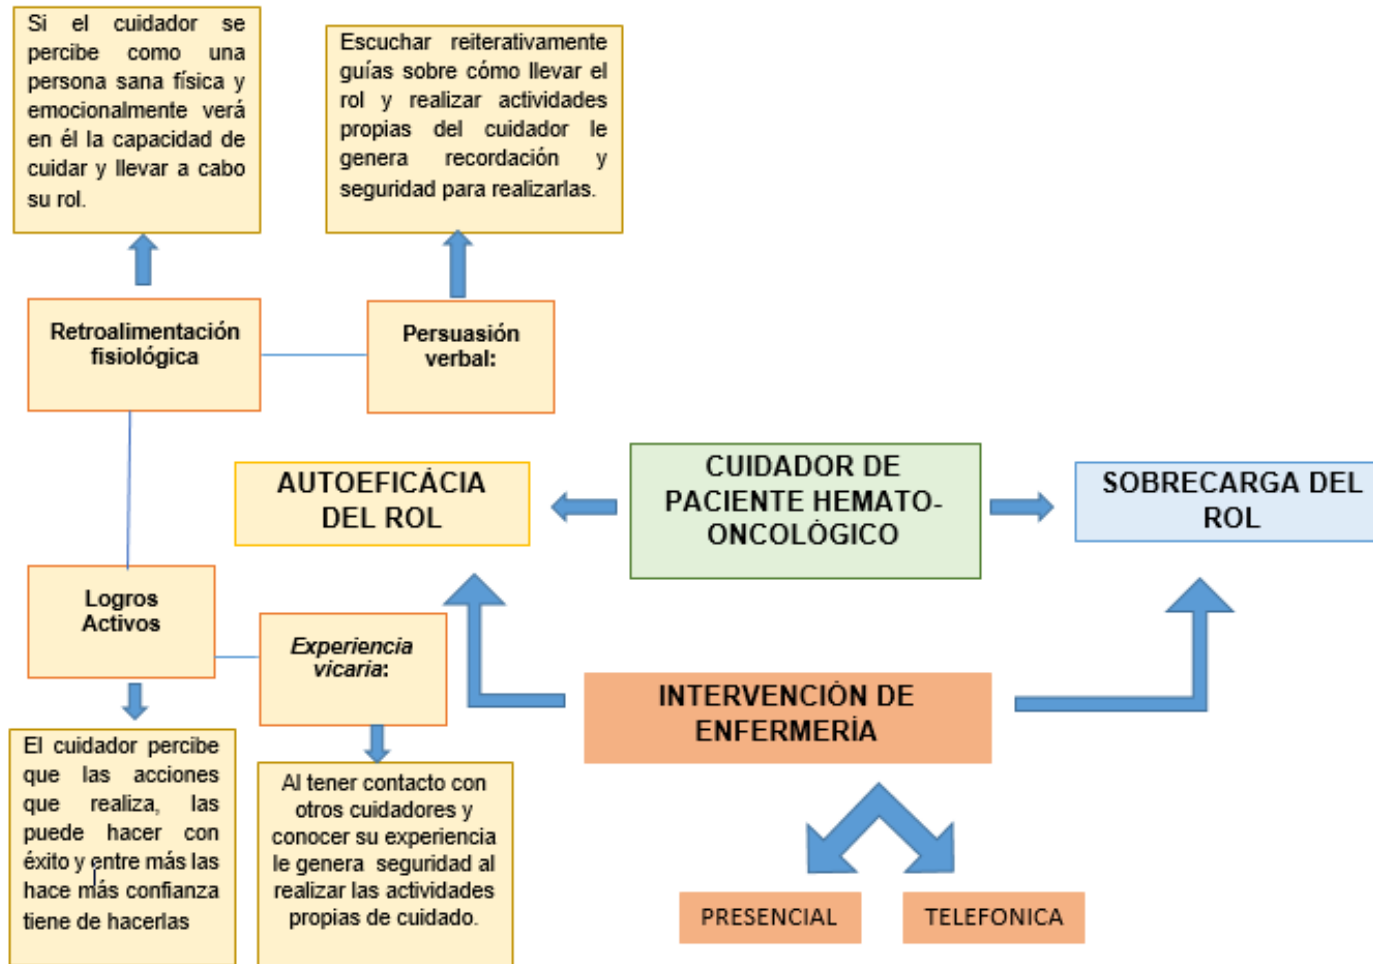 Si el cuidador se
percibe como una
persona sana física y
emocionalmente verá
en él la capacidad de
cuidar y llevar a cabo
su rol.
Escuchar reiterativamente
guías sobre cómo llevar el
rol y realizar actividades
propias del cuidador le
genera recordación y
seguridad para realizarlas.
Retroalimentación
fisiológica
Persuasión
verbal:
AUTOEFICÁCIA
DEL ROL
CUIDADOR DE
PACIENTE HEMATO-
ONCOLÓGICO
SOBRECARGA DEL
ROL
Logros
Activos
Experiencia
vicaria:
INTERVENCIÓN DE
ENFERMERÍA
El cuidador percibe
que las acciones
que realiza, las
puede hacer con
éxito y entre más las
hace más confianza
tiene de hacerlas
Al tener contacto con
otros cuidadores y
conocer su experiencia
le genera seguridad al
realizar las actividades
propias de cuidado.
PRESENCIAL
TELEFONICA